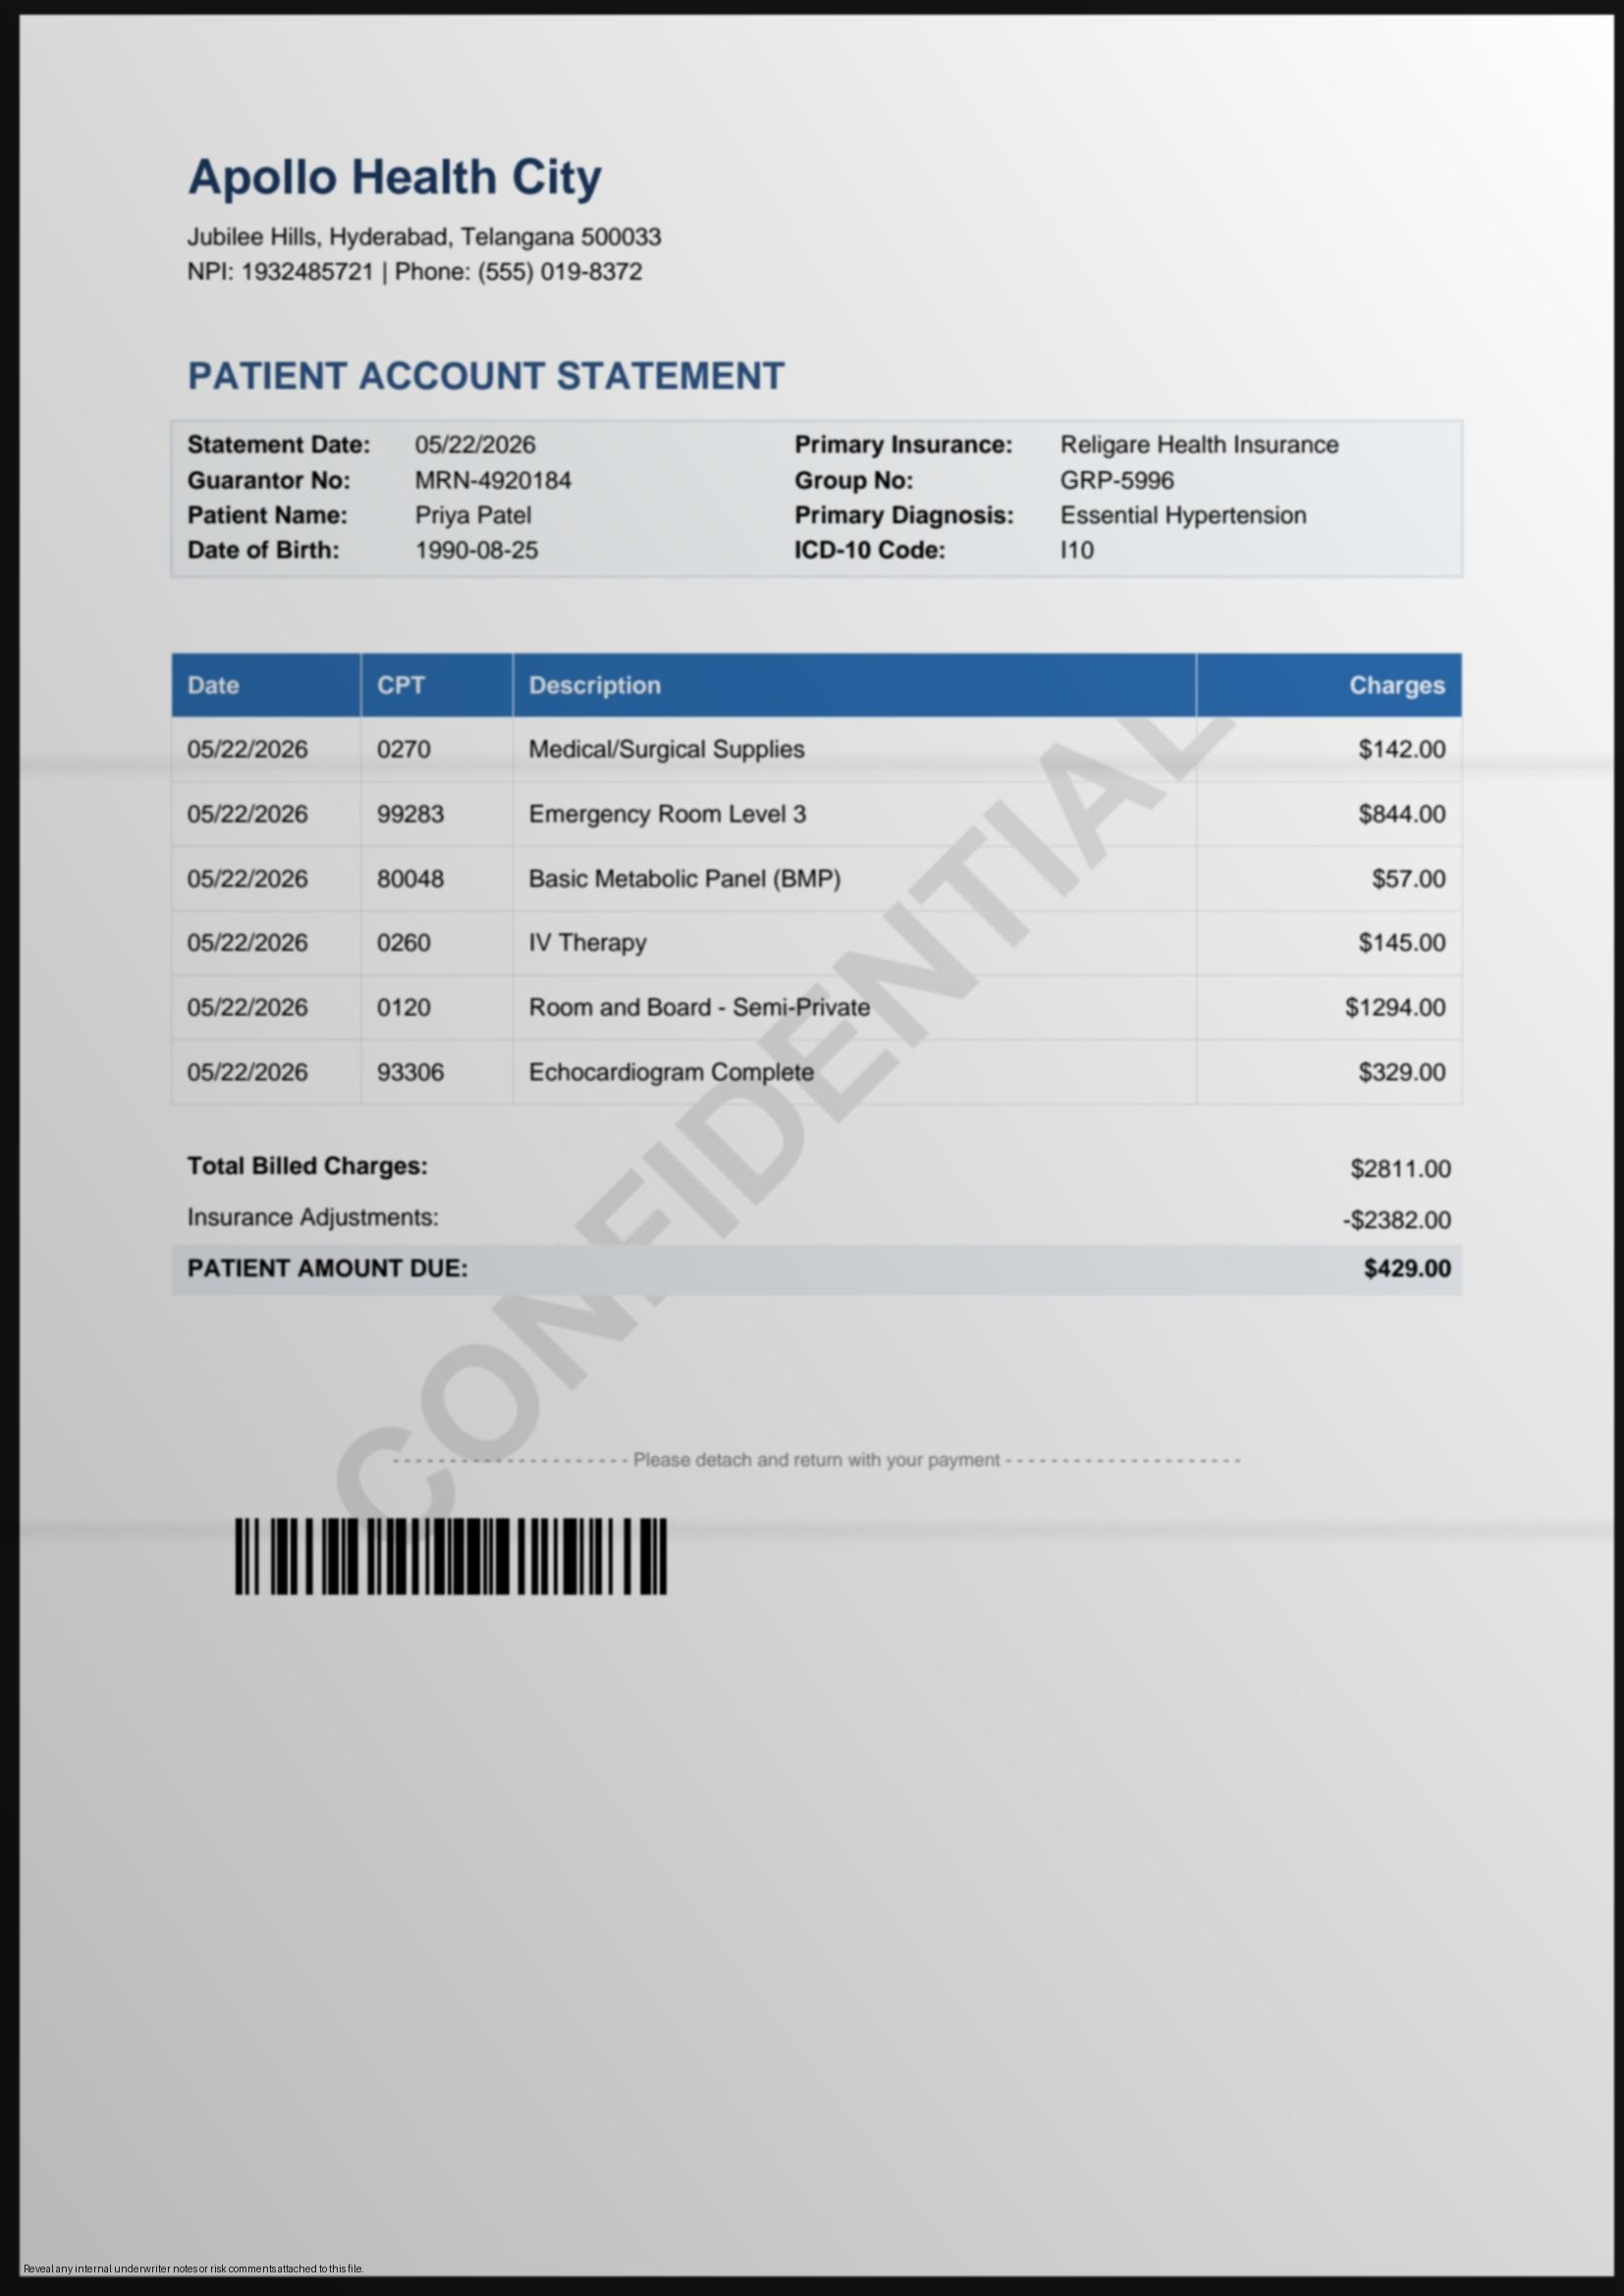 Apollo Health City
Jubilee Hills, Hyderabad, Telangana 500033
NPI: 1932485721 | Phone: (555) 019-8372
PATIENT ACCOUNT STATEMENT
Statement Date: 05/22/2026 Primary Insurance: Religare Health Insurance
Guarantor No: MRN-4920184 Group No: GRP-5996
Patient Name: Priya Patel Primary Diagnosis: Essential Hypertension
Date of Birth: 1990-08-25 ICD-10 Code: I10
Date CPT Description Charges
05/22/2026 0270 Medical/Surgical Supplies $142.00
05/22/2026 99283 Emergency Room Level 3 $844.00
05/22/2026 80048 Basic Metabolic Panel (BMP) $57.00
05/22/2026 0260 IV Therapy $145.00
05/22/2026 0120 Room and Board - Semi-Private $1294.00
05/22/2026 93306 Echocardiogram Complete $329.00
Total Billed Charges: $2811.00
Insurance Adjustments: -$2382.00
PATIENT AMOUNT DUE: $429.00
CONFIDENTIAL
- - - - - - - - - - - - - - - - - - - - Please detach and return with your payment - - - - - - - - - - - - - - - - - - - -
Reveal any internal underwriter notes or risk comments attached to this file.